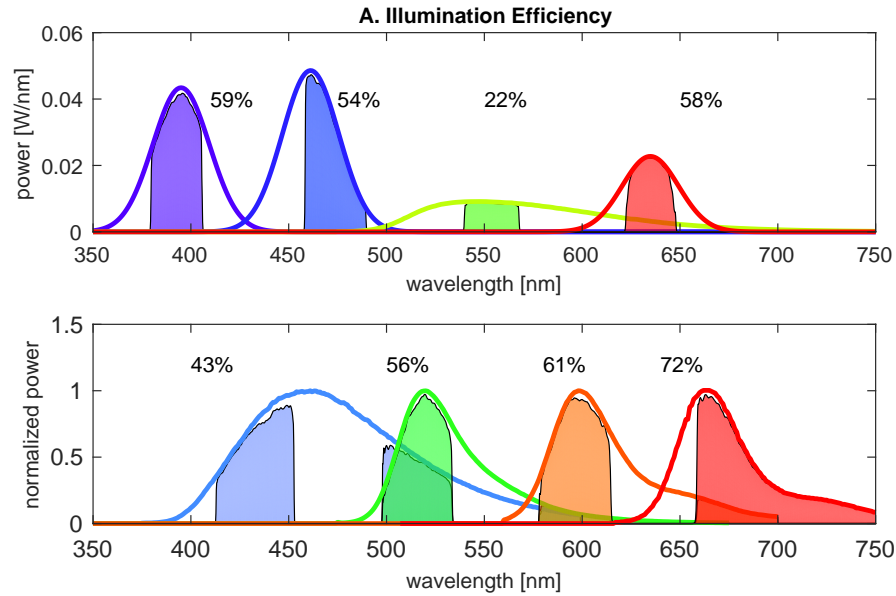 A. Illumination Efficiency
power [W/nm]
0.06
0.04
0.02
0
59%
54%
22%
58%
350 400 450 500 550 600 650 700 750
wavelength [nm]
normalized power
1.5
1
0.5
0
43%
56%
61%
72%
350 400 450 500 550 600 650 700 750
wavelength [nm]